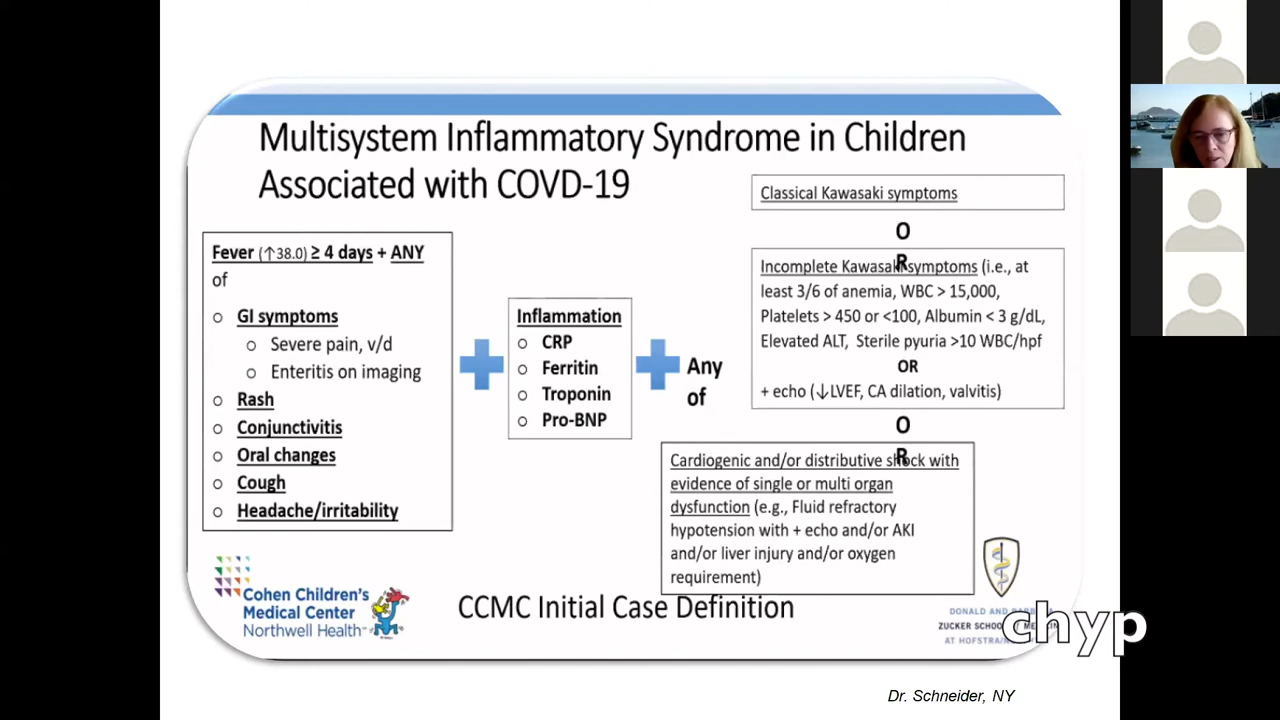 Multisystem Inflammatory Syndrome in Children
Associated with COVD-19
Fever (↑38.0) ≥ 4 days + ANY
of
GI symptoms
Severe pain, v/d
Enteritis on imaging
Rash
Conjunctivitis
Oral changes
Cough
Headache/irritability
Inflammation
CRP
Ferritin
Troponin
Pro-BNP
Any
of
Classical Kawasaki symptoms
O
R
Incomplete Kawasaki symptoms (i.e., at
least 3/6 of anemia, WBC > 15,000,
Platelets > 450 or <100, Albumin < 3 g/dL,
Elevated ALT, Sterile pyuria >10 WBC/hpf
OR
+ echo (↓LVEF, CA dilation, valvitis)
O
R
Cardiogenic and/or distributive shock with
evidence of single or multi organ
dysfunction (e.g., Fluid refractory
hypotension with + echo and/or AKI
and/or liver injury and/or oxygen
requirement)
Cohen Children's
Medical Center
Northwell Health
CCMC Initial Case Definition
DONALD AND
ZUCKER SCHOOL
AT HOFSTRA/
chyp
Dr. Schneider, NY